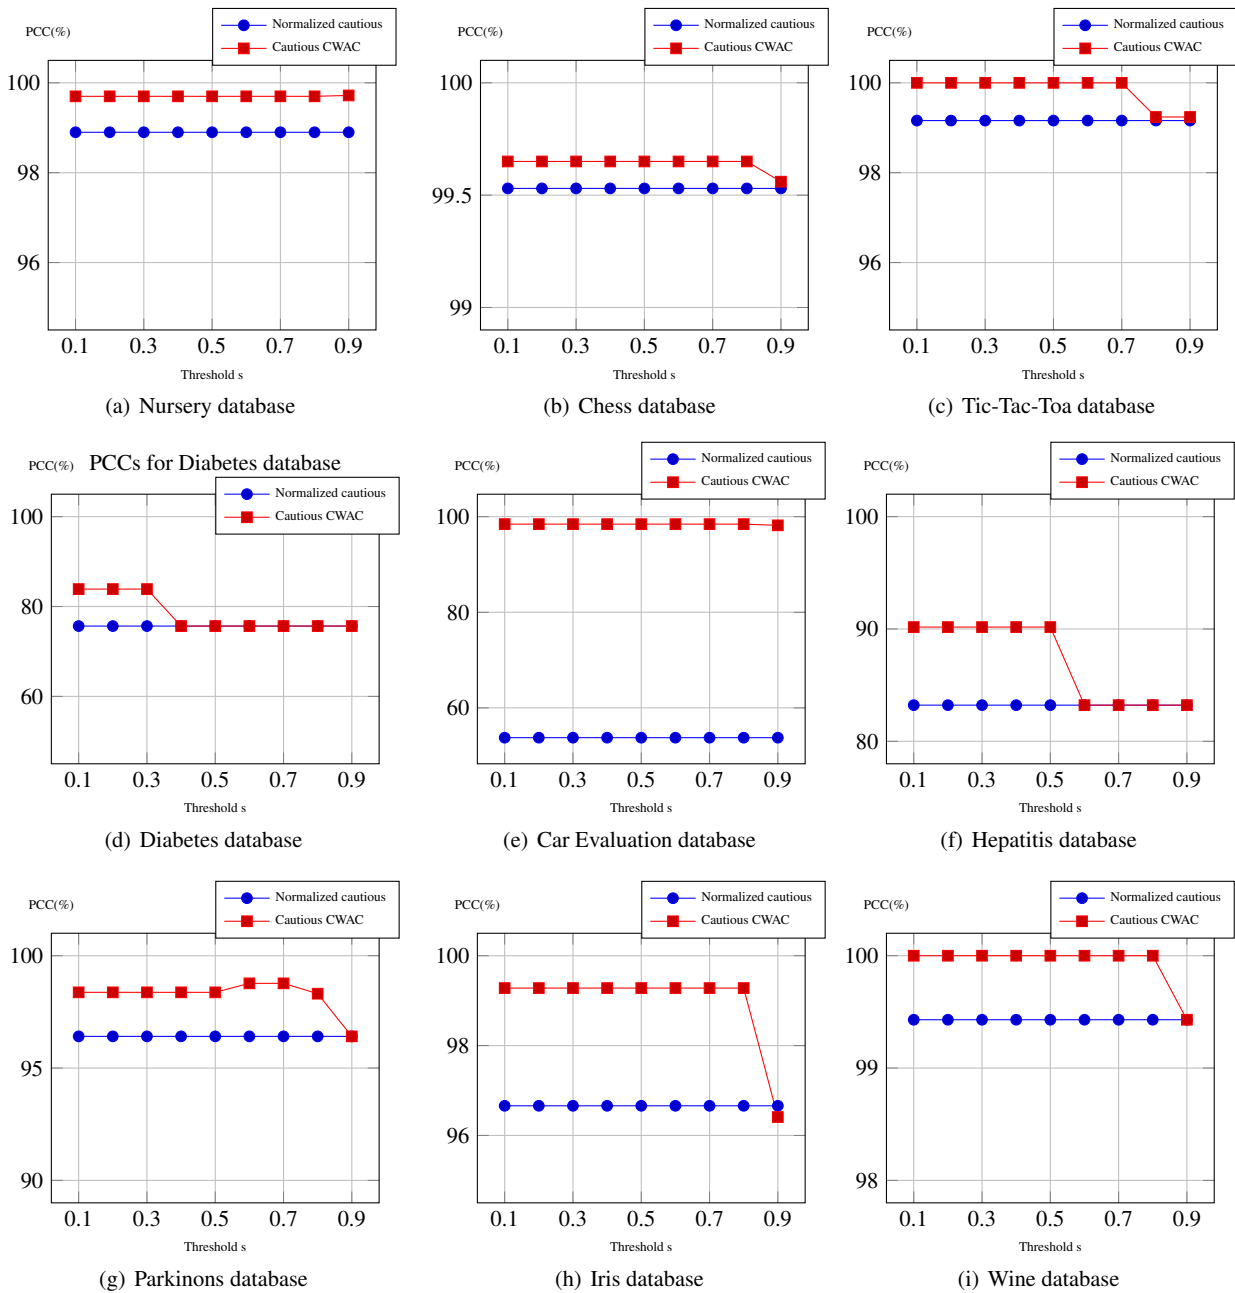 PCC(%)
Normalized cautious
Cautious CWAC
100
98
96
0.1 0.3 0.5 0.7 0.9
Threshold s
(a) Nursery database
Normalized cautious
Cautious CWAC
100
99.5
99
0.1 0.3 0.5 0.7 0.9
(b) Chess database
PCC(%)
Normalized cautious
Cautious CWAC
100
98
96
0.1 0.3 0.5 0.7 0.9
Threshold s
(c) Tic-Tac-Toa database
PCC(%)
PCCs for Diabetes database
Normalized cautious
Cautious CWAC
100
80
60
0.1 0.3 0.5 0.7 0.9
Threshold s
(d) Diabetes database
PCC(%)
Normalized cautious
Cautious CWAC
100
80
60
0.1 0.3 0.5 0.7 0.9
Threshold s
(e) Car Evaluation database
PCC(%)
Normalized cautious
Cautious CWAC
100
90
80
0.1 0.3 0.5 0.7 0.9
Threshold s
(f) Hepatitis database
PCC(%)
Normalized cautious
Cautious CWAC
100
95
90
0.1 0.3 0.5 0.7 0.9
Threshold s
(g) Parkinons database
PCC(%)
Normalized cautious
Cautious CWAC
100
98
96
0.1 0.3 0.5 0.7 0.9
Threshold s
(h) Iris database
PCC(%)
Normalized cautious
Cautious CWAC
100
99
98
0.1 0.3 0.5 0.7 0.9
Threshold s
(i) Wine database